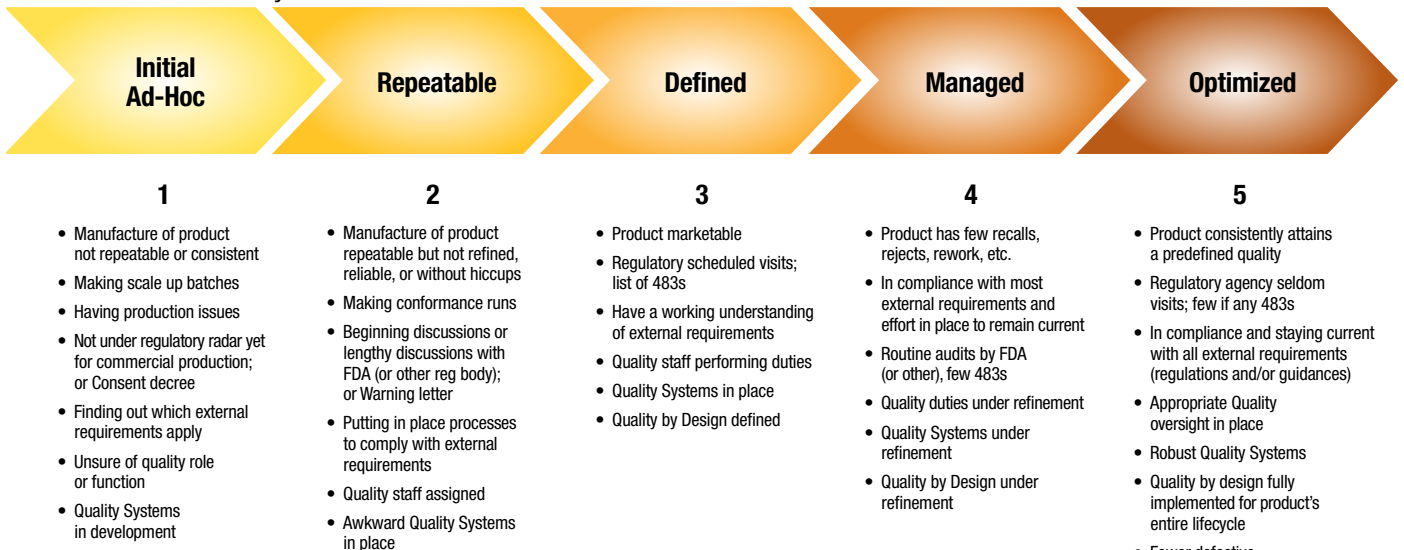 Initial
Ad-Hoc
Repeatable
Defined
Managed
Optimized
1
• Manufacture of product
not repeatable or consistent
• Making scale up batches
• Having production issues
• Not under regulatory radar yet
for commercial production;
or Consent decree
• Finding out which external
requirements apply
• Unsure of quality role
or function
• Quality Systems
in development
2
• Manufacture of product
repeatable but not refined,
reliable, or without hiccups
• Making conformance runs
• Beginning discussions or
lengthy discussions with
FDA (or other reg body);
or Warning letter
• Putting in place processes
to comply with external
requirements
• Quality staff assigned
• Awkward Quality Systems
in place
3
• Product marketable
• Regulatory scheduled visits;
list of 483s
• Have a working understanding
of external requirements
• Quality staff performing duties
• Quality Systems in place
• Quality by Design defined
4
• Product has few recalls,
rejects, rework, etc.
• In compliance with most
external requirements and
effort in place to remain current
• Routine audits by FDA
(or other), few 483s
• Quality duties under refinement
• Quality Systems under
refinement
• Quality by Design under
refinement
5
• Product consistently attains
a predefined quality
• Regulatory agency seldom
visits; few if any 483s
• In compliance and staying current
with all external requirements
(regulations and/or guidances)
• Appropriate Quality
oversight in place
• Robust Quality Systems
• Quality by design fully
implemented for product's
entire lifecycle
• Fewer defective